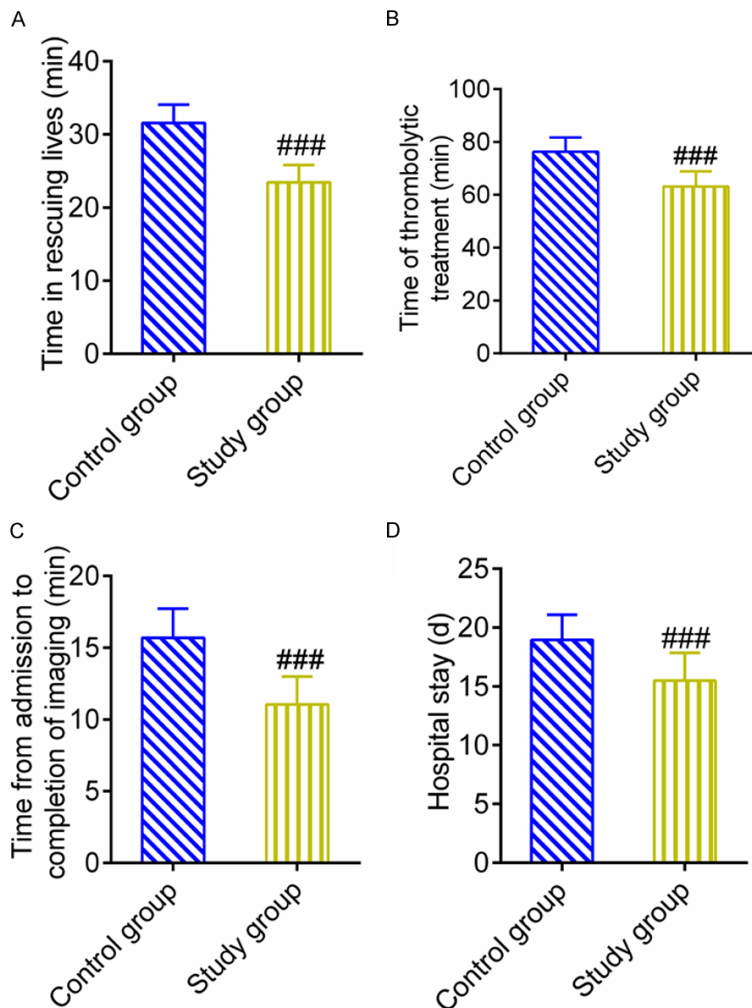 A
Time in rescuing lives (min)
40
30
20
10
0
###
Control group
Study group
B
Time of thrombolytic
treatment (min)
100
80
60
40
20
0
###
Control group
Study group
C
Time from admission to
completion of imaging (min)
20
15
10
5
0
###
Control group
Study group
D
Hospital stay (d)
25
20
15
10
5
0
###
Control group
Study group